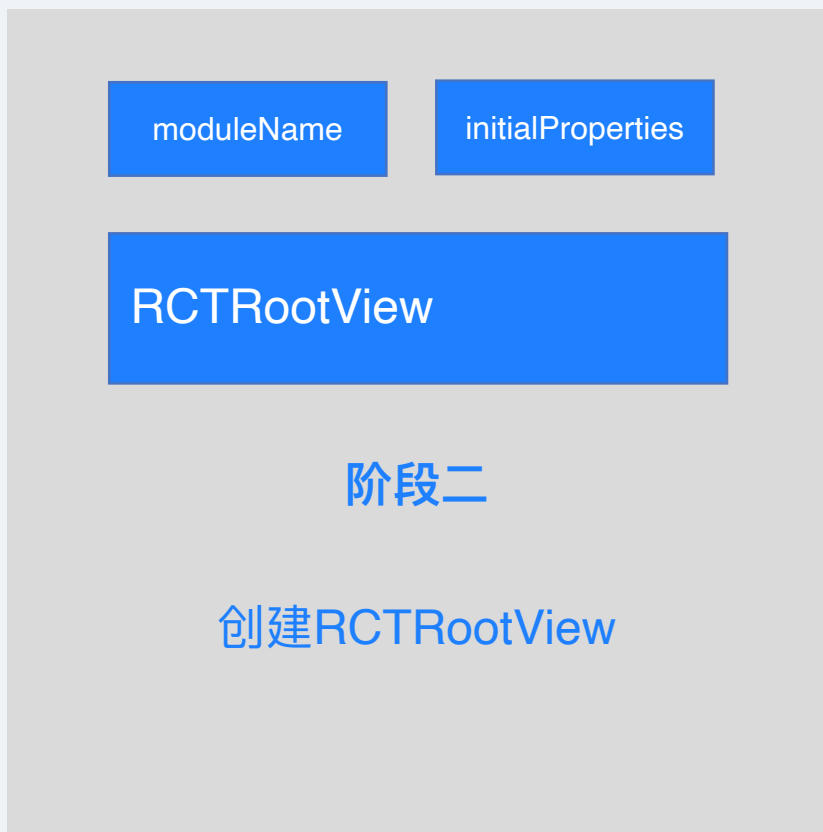 moduleName
initialProperties
RCTRootView
阶段二
创建RCTRootView